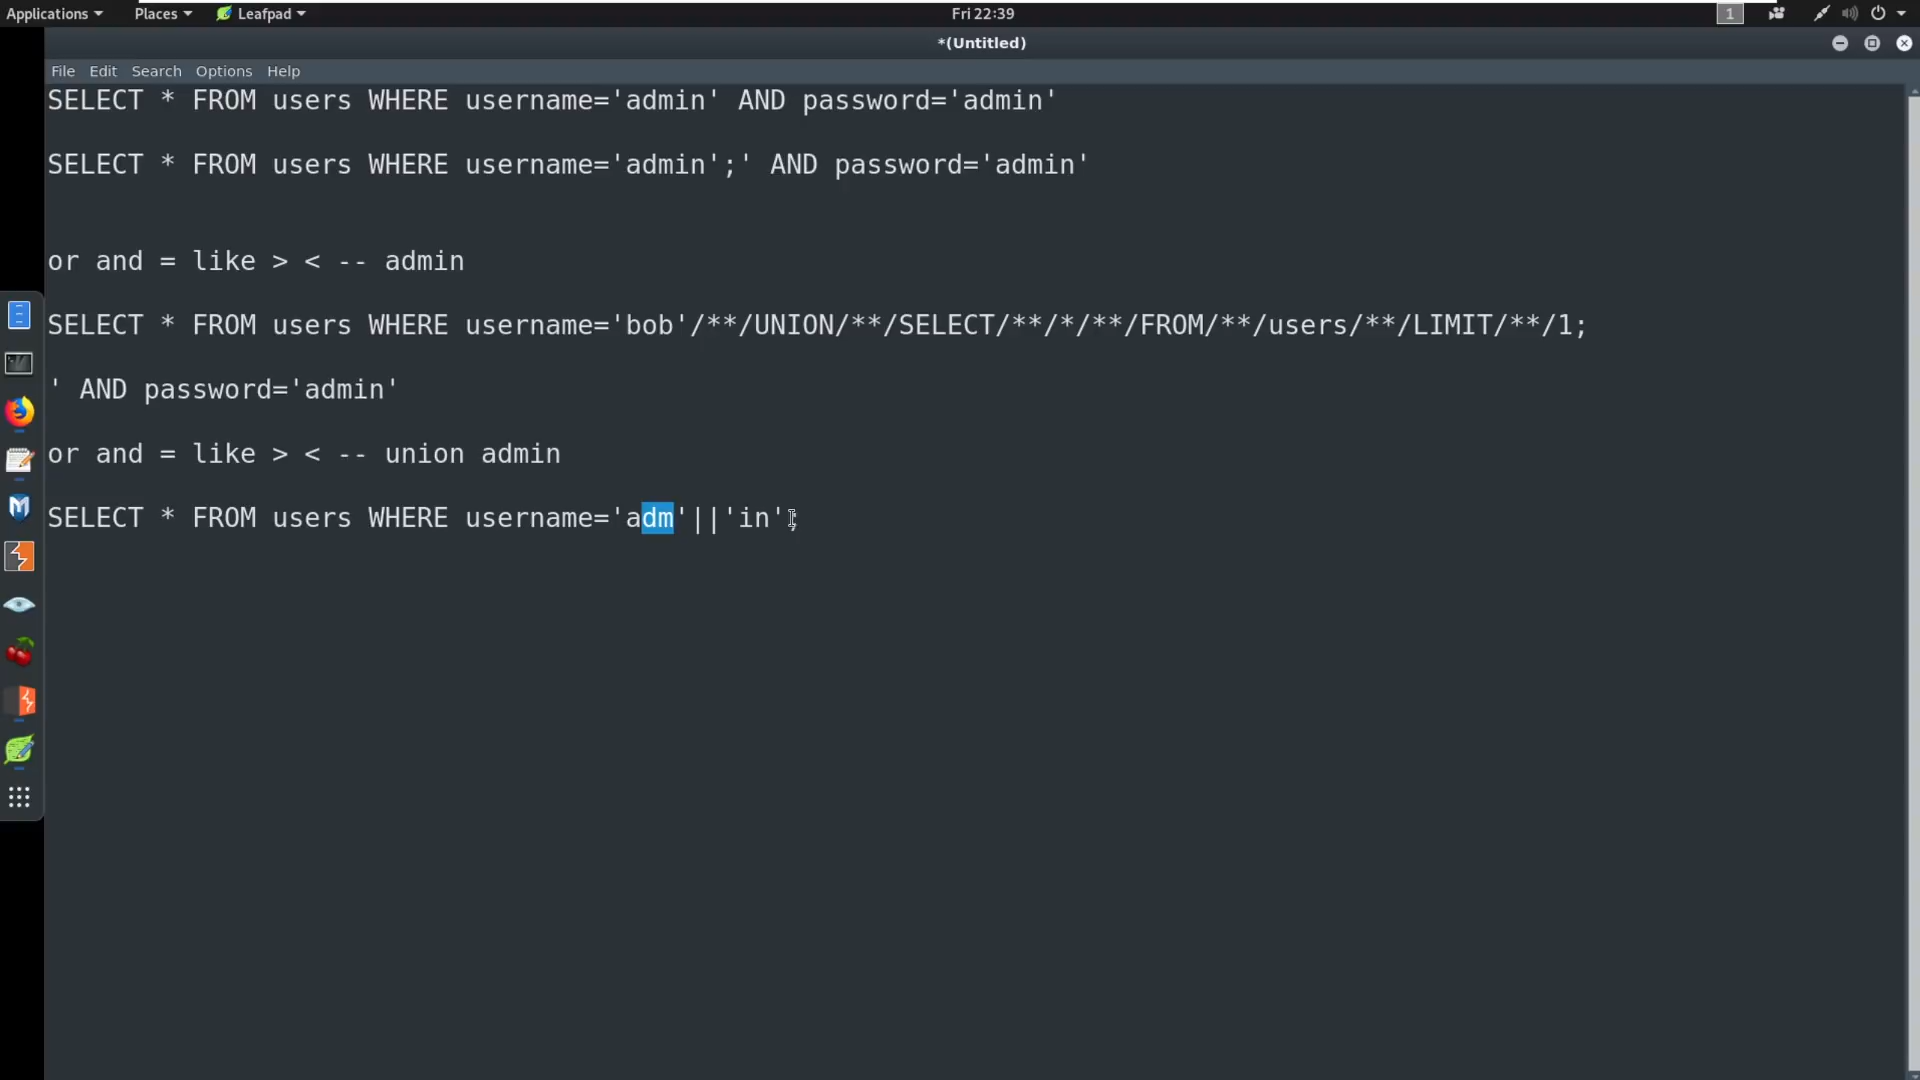 Applications Places Leafpad Fri 22:39 1
*(Untitled)
File Edit Search Options Help
SELECT * FROM users WHERE username='admin' AND password='admin'
SELECT * FROM users WHERE username='admin';' AND password='admin'
or and = like > < -- admin
SELECT * FROM users WHERE username='bob'/**/UNION/**/SELECT/**/*/**/FROM/**/users/**/LIMIT/**/1;
' AND password='admin'
or and = like > < -- union admin
SELECT * FROM users WHERE username='adm'||'in';